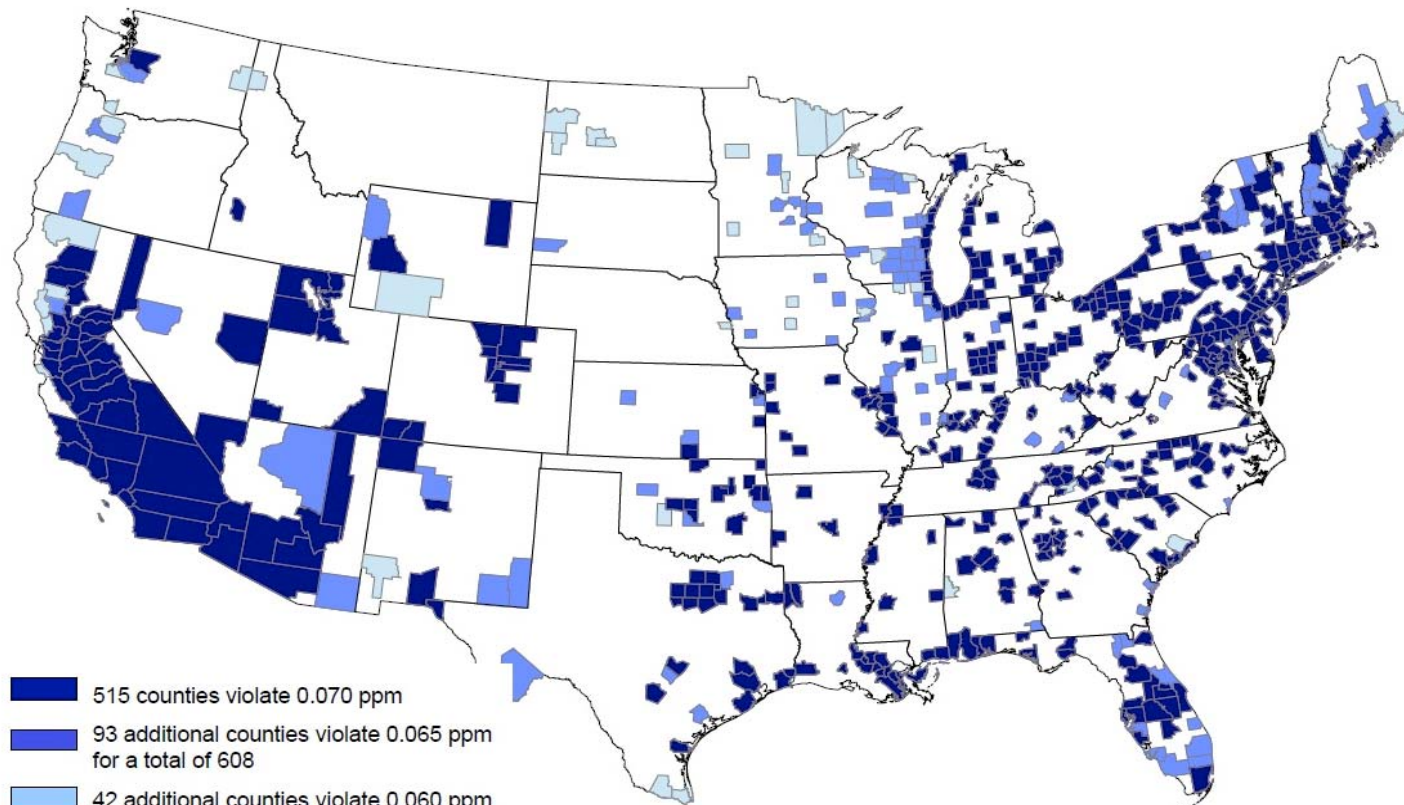 515 counties violate 0.070 ppm
93 additional counties violate 0.065 ppm
for a total of 608
42 additional counties violate 0.060 ppm